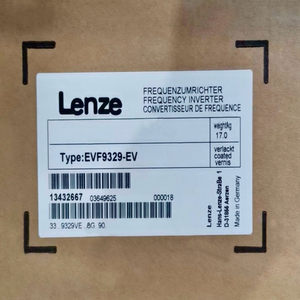 Lenze
FREQUENZUMRICHTER
FREQUENCY INVERTER
CONVERTISSEUR DE FREQUENCE
weight/kg
17.0
Type:EVF9329-EV
verlackt
coated
vernis
13432667 03649625 000018
33.9329VE.8G.90
Lenze
Hans-Lenze-Straße 1
D-31855 Aerzen
Made in Germany